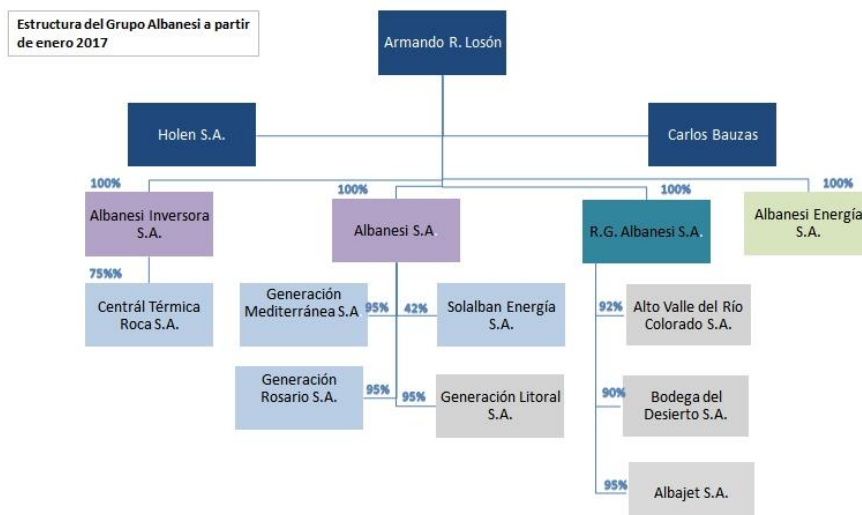 Estructura del Grupo Albanesi a partir
de enero 2017
Armando R. Losón
Holen S.A.
Carlos Bauzas
100%
100%
100%
100%
Albanesi Inversora
S.A.
Albanesi S.A.
R.G. Albanesi S.A.
Albanesi Energía
S.A.
75%%
Centrál Térmica
Roca S.A.
Generación
Mediterránea S.A
95%
42%
Solalban Energía
S.A.
92%
Alto Valle del Río
Colorado S.A.
Generación
Rosario S.A.
95%
95%
Generación Litoral
S.A.
90%
Bodega del
Desierto S.A.
95%
Albajet S.A.